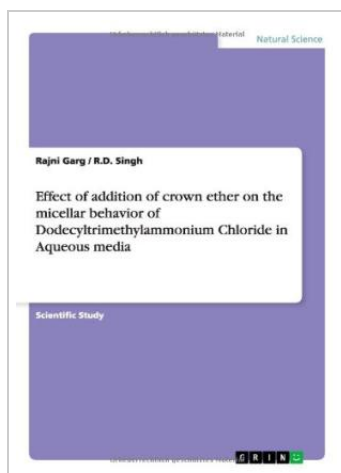 Natural Science
Rajni Garg / R.D. Singh
Effect of addition of crown ether on the
micellar behavior of
Dodecyltrimethylammonium Chloride in
Aqueous media
Scientific Study
G R I N